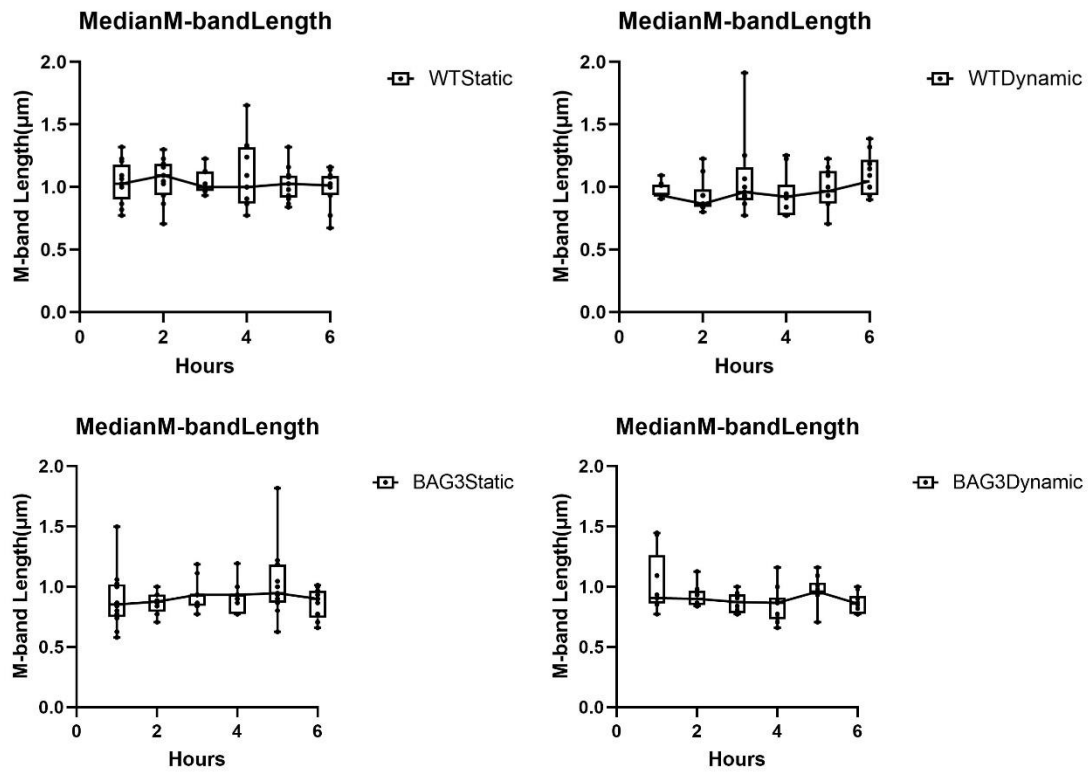 MedianM-bandLength
2.0
1.5
1.0
0.5
0.0
M-band Length(μm)
0 2 4 6
Hours
WTStatic
MedianM-bandLength
2.0
1.5
1.0
0.5
0.0
M-band Length(μm)
0 2 4 6
Hours
WTDynamic
MedianM-bandLength
2.0
1.5
1.0
0.5
0.0
M-band Length(μm)
0 2 4 6
Hours
BAG3Static
MedianM-bandLength
2.0
1.5
1.0
0.5
0.0
M-band Length(μm)
0 2 4 6
Hours
BAG3Dynamic